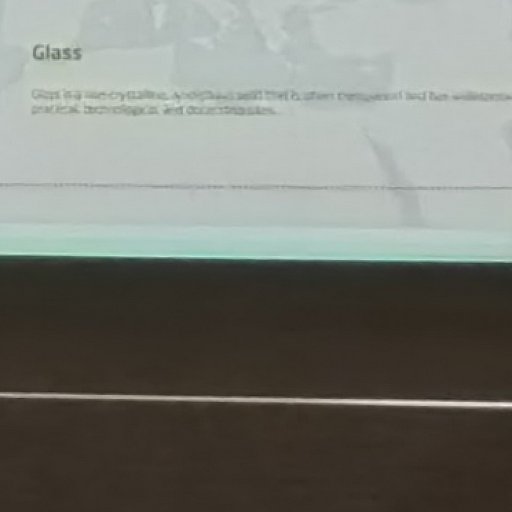 Glass
Glass is a non-crystalline, amorphous solid that is often transparent and has widespread
practical, technological, and decorative uses.